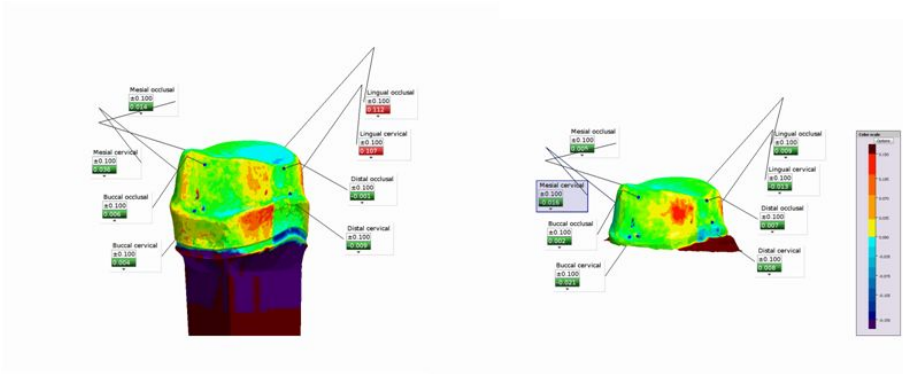 Mesial occlusal
±0.100
0.014
Lingual occlusal
±0.100
0.112
Lingual cervical
±0.100
0.107
Mesial cervical
±0.100
0.036
Distal occlusal
±0.100
-0.001
Buccal occlusal
±0.100
0.006
Distal cervical
±0.100
-0.009
Buccal cervical
±0.100
0.004
Mesial occlusal
±0.100
0.005
Lingual occlusal
±0.100
0.009
Lingual cervical
±0.100
-0.013
Mesial cervical
±0.100
-0.016
Distal occlusal
±0.100
0.007
Buccal occlusal
±0.100
0.002
Distal cervical
±0.100
0.008
Buccal cervical
±0.100
-0.021
Color scale